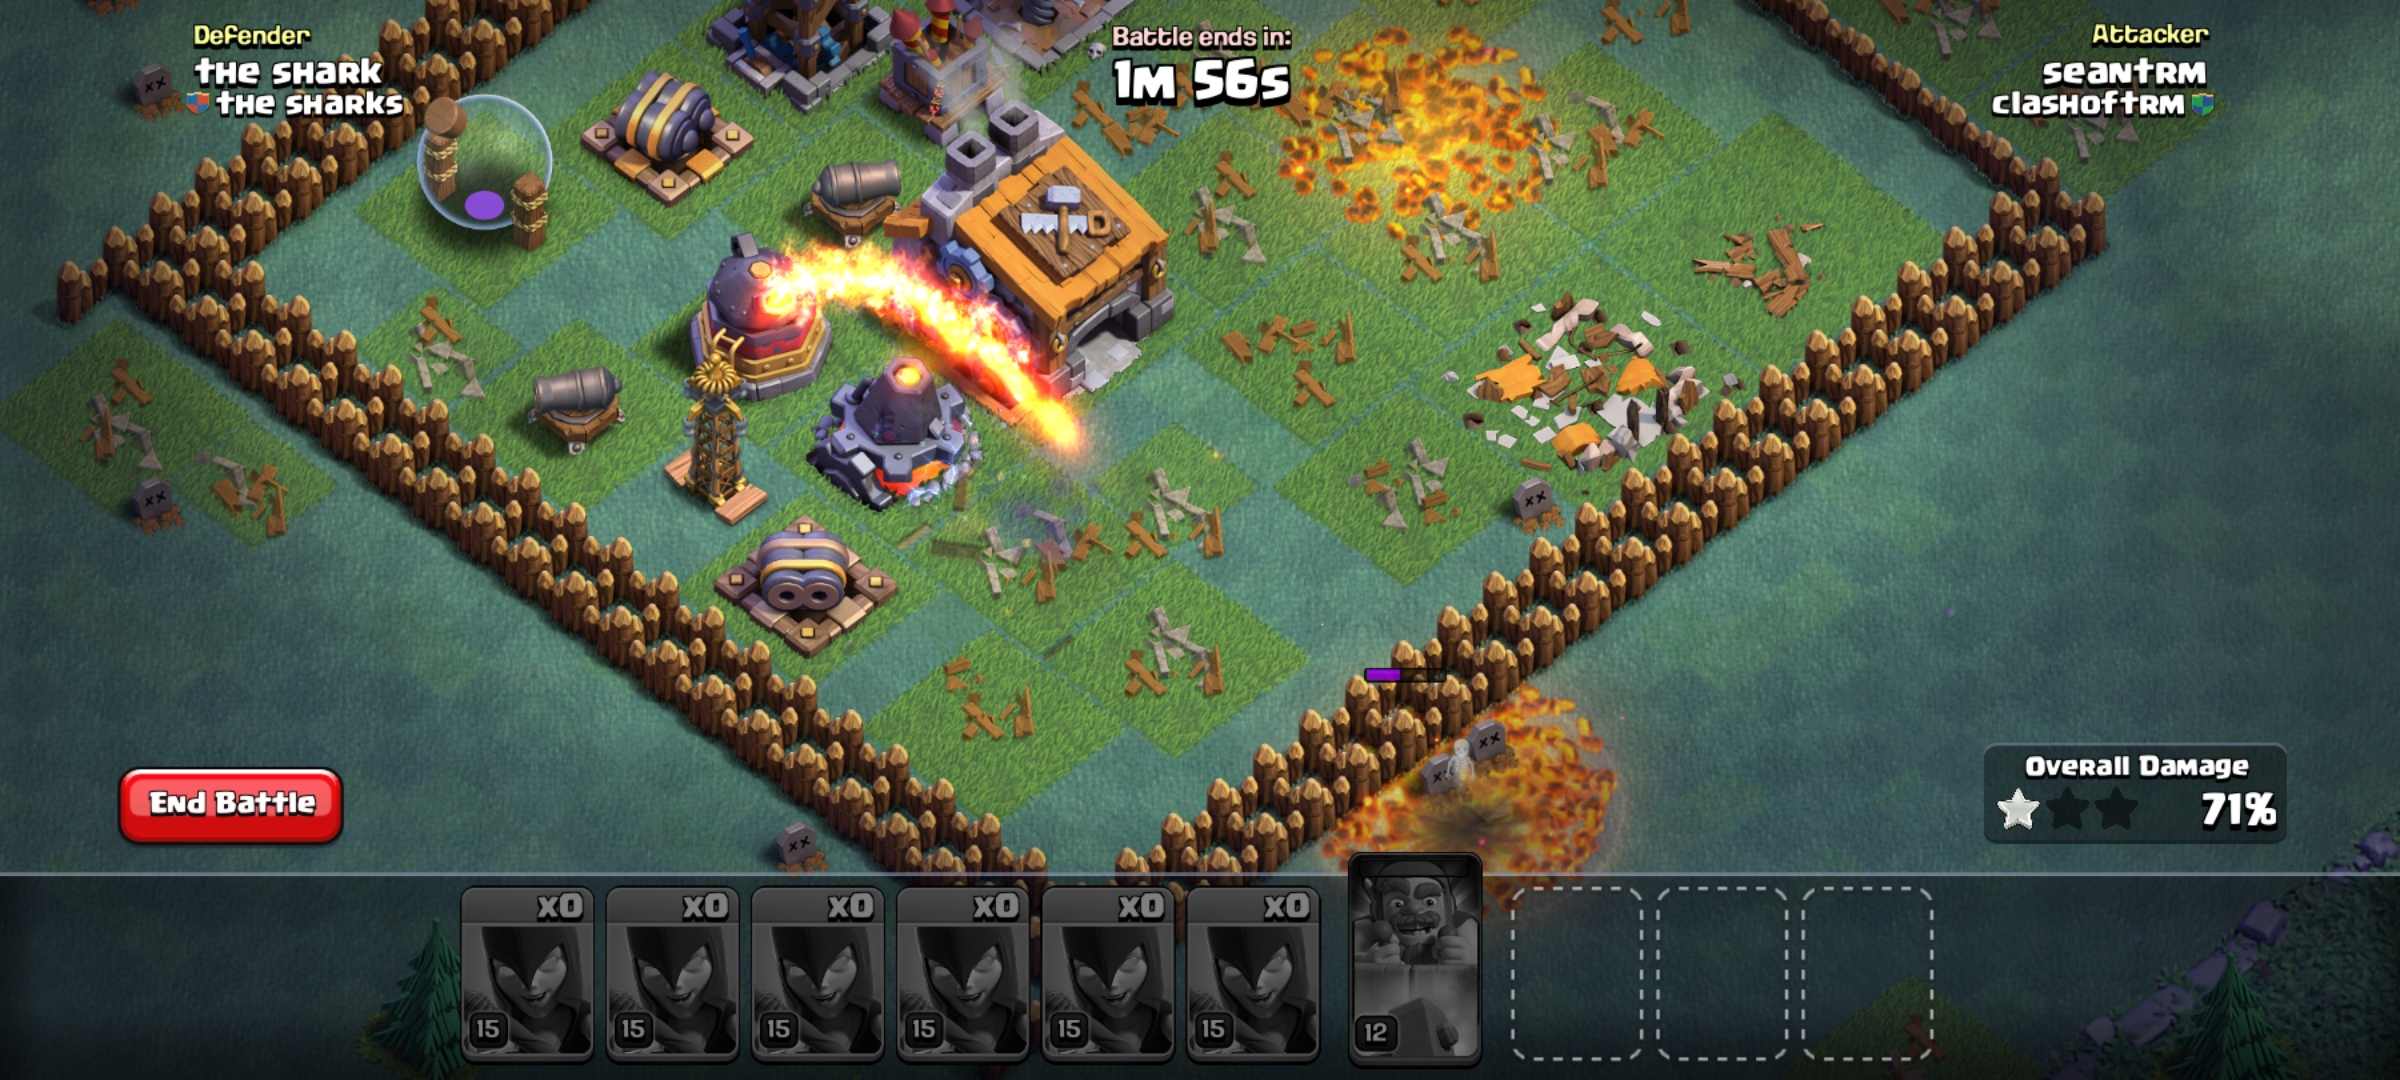 Defender
the shark
the sharks
Battle ends in:
1M 56s
Attacker
seantrm
clashoftrm
End Battle
Overall Damage
71%
x0
x0
x0
x0
x0
x0
15
15
15
15
15
15
12